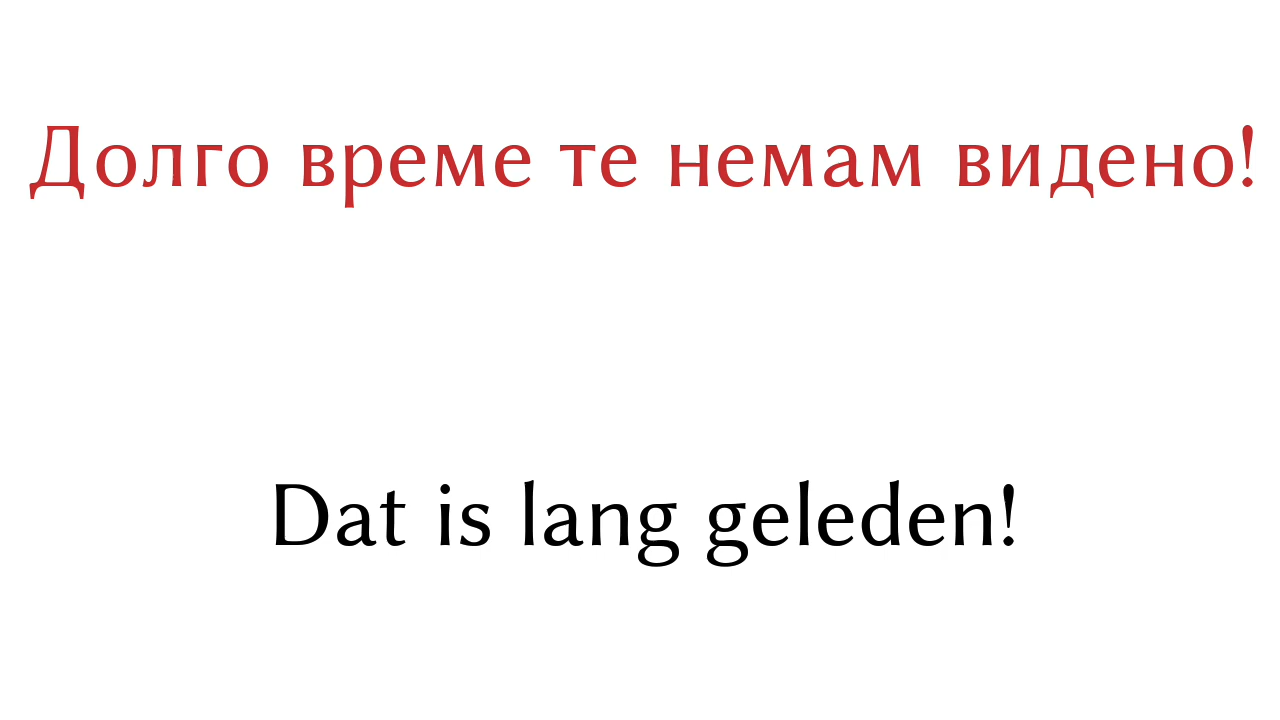 Долго време те немам видено!
Dat is lang geleden!